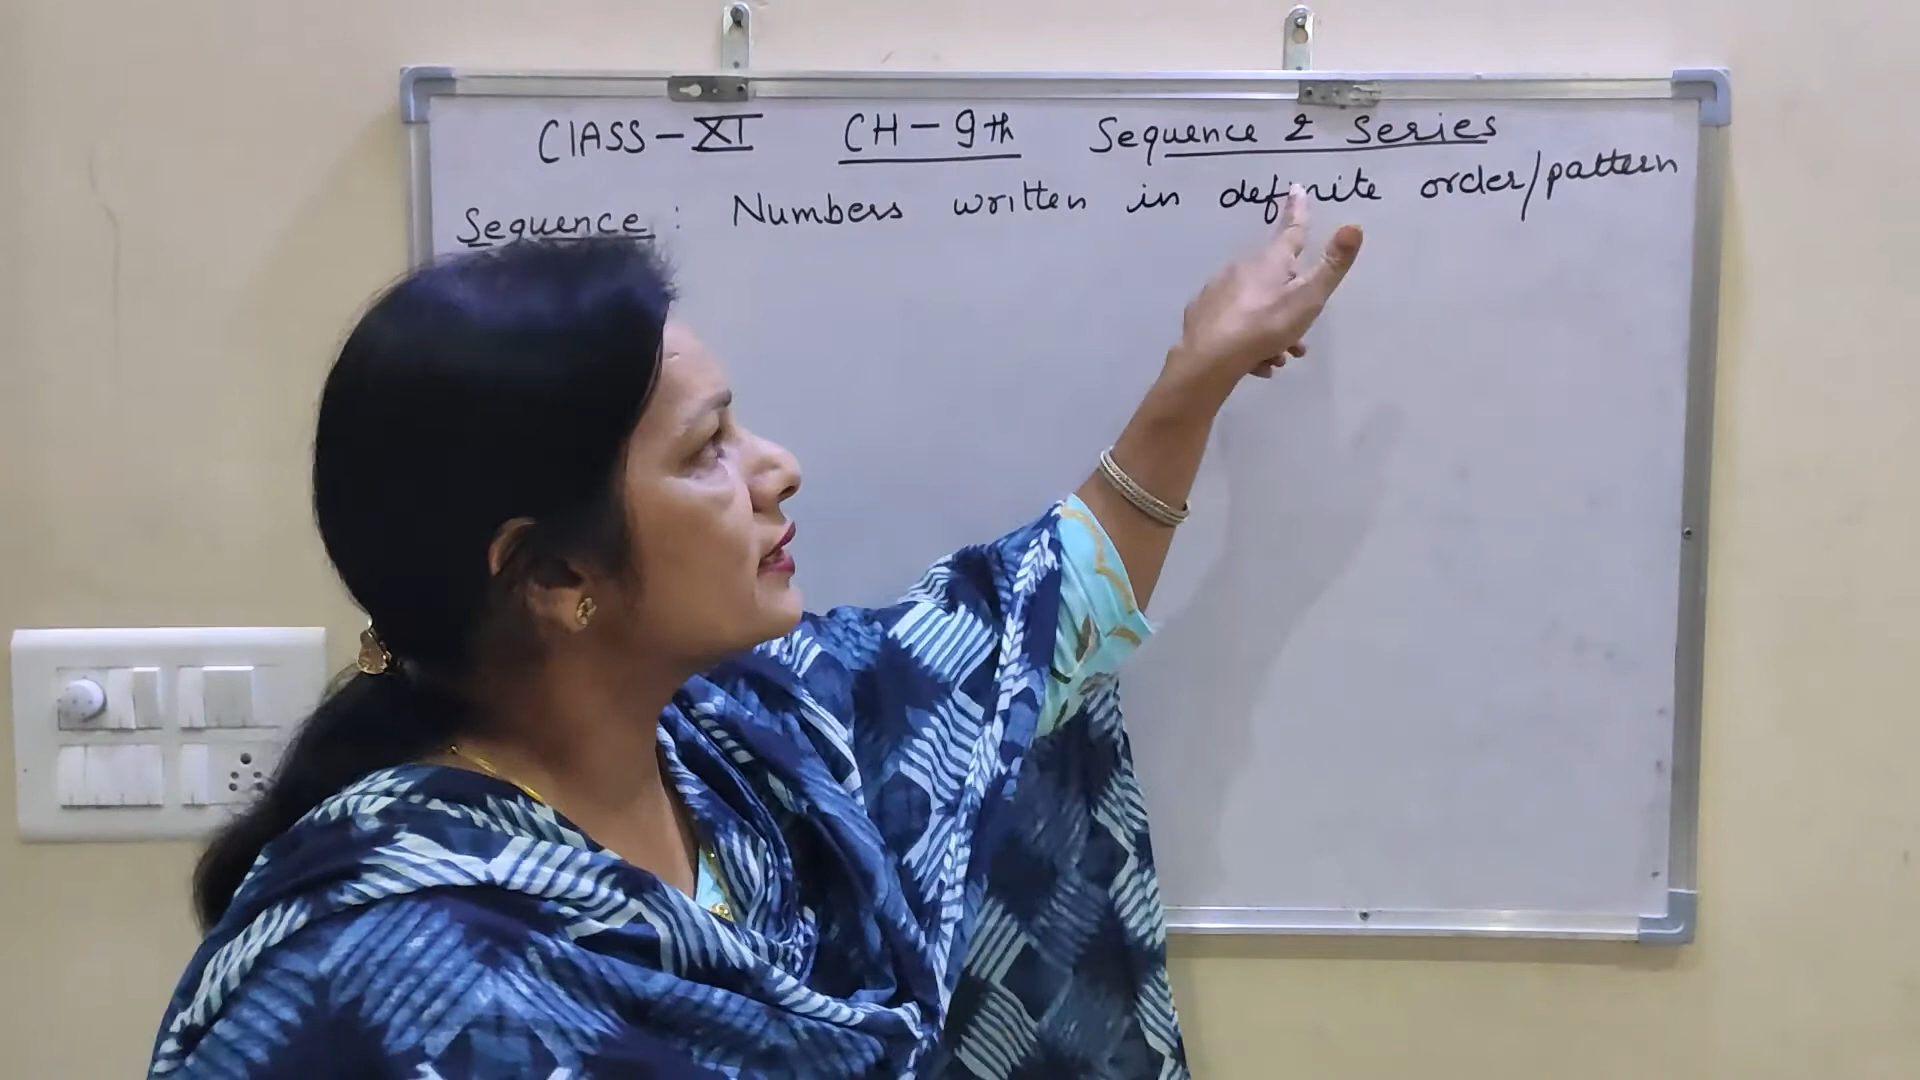 CLASS-XI CH-9th Sequence & Series
Sequence : Numbers written in definite order/pattern